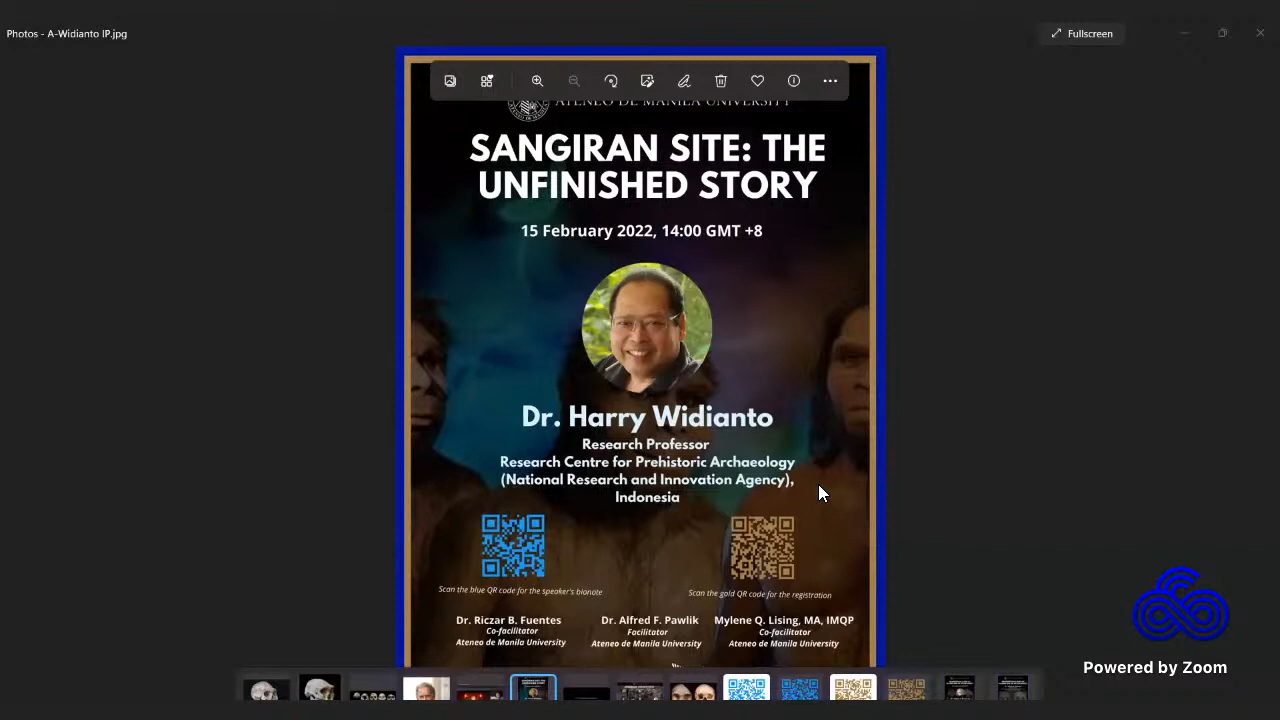 Photos - A-Widianto IP.jpg
Fullscreen
ATENEO DE MANILA UNIVERSITY
SANGIRAN SITE: THE
UNFINISHED STORY
15 February 2022, 14:00 GMT +8
Dr. Harry Widianto
Research Professor
Research Centre for Prehistoric Archaeology
(National Research and Innovation Agency),
Indonesia
Scan the blue QR code for the speaker's bionote
Scan the gold QR code for the registration
Dr. Riczar B. Fuentes
Co-facilitator
Ateneo de Manila University
Dr. Alfred F. Pawlik
Facilitator
Ateneo de Manila University
Mylene Q. Lising, MA, IMQP
Co-facilitator
Ateneo de Manila University
Powered by Zoom